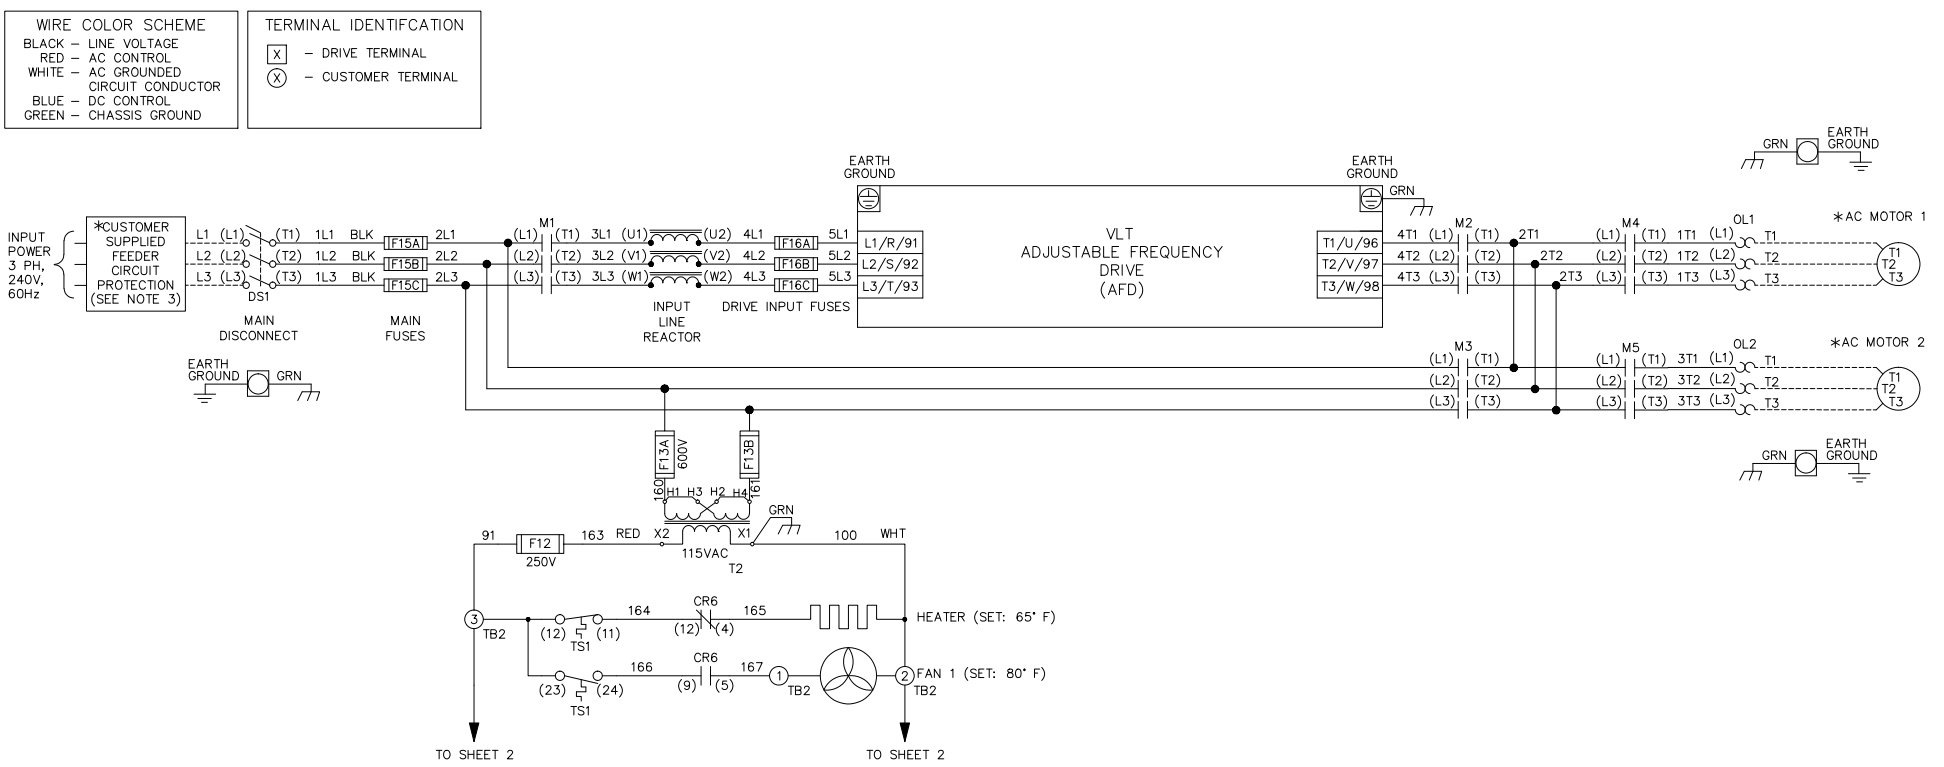 WIRE COLOR SCHEME
BLACK – LINE VOLTAGE
RED – AC CONTROL
WHITE – AC GROUNDED
CIRCUIT CONDUCTOR
BLUE – DC CONTROL
GREEN – CHASSIS GROUND
TERMINAL IDENTIFCATION
X – DRIVE TERMINAL
X – CUSTOMER TERMINAL
EARTH
GROUND
GRN
EARTH
GROUND
EARTH
GROUND
GRN
INPUT
POWER
3 PH,
240V,
60Hz
*CUSTOMER
SUPPLIED
FEEDER
CIRCUIT
PROTECTION
(SEE NOTE 3)
L1 (L1) (T1) 1L1 BLK F15A 2L1 (L1) M1 (T1) 3L1 (U1) (U2) 4L1 F16A 5L1 L1/R/91
L2 (L2) (T2) 1L2 BLK F15B 2L2 (L2) (T2) 3L2 (V1) (V2) 4L2 F16B 5L2 L2/S/92
L3 (L3) (T3) 1L3 BLK F15C 2L3 (L3) (T3) 3L3 (W1) (W2) 4L3 F16C 5L3 L3/T/93
DS1
MAIN
DISCONNECT
MAIN
FUSES
INPUT
LINE
REACTOR
DRIVE INPUT FUSES
VLT
ADJUSTABLE FREQUENCY
DRIVE
(AFD)
T1/U/96 4T1 (L1) M2 (T1) 2T1 (L1) M4 (T1) 1T1 (L1) OL1 T1
T2/V/97 4T2 (L2) (T2) 2T2 (L2) (T2) 1T2 (L2) T2
T3/W/98 4T3 (L3) (T3) 2T3 (L3) (T3) 1T3 (L3) T3
*AC MOTOR 1
T1
T2
T3
EARTH
GROUND
GRN
(L1) M3 (T1) (L1) M5 (T1) 3T1 (L1) OL2 T1
(L2) (T2) (L2) (T2) 3T2 (L2) T2
(L3) (T3) (L3) (T3) 3T3 (L3) T3
*AC MOTOR 2
T1
T2
T3
EARTH
GROUND
GRN
F13A
600V
F13B
160
161
H1 H3 H2 H4
GRN
91 F12 163 RED X2 X1 100 WHT
250V
115VAC
T2
3
TB2
(12) (11)
TS1
164
CR6
(12) (4)
165
HEATER (SET: 65° F)
(23) (24)
TS1
166
CR6
(9) (5)
167
1
TB2
2
TB2
FAN 1 (SET: 80° F)
TO SHEET 2
TO SHEET 2